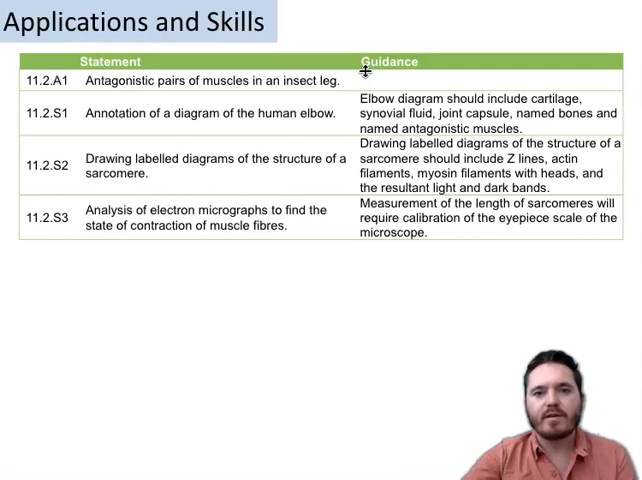 Applications and Skills
Statement Guidance
11.2.A1 Antagonistic pairs of muscles in an insect leg.
11.2.S1 Annotation of a diagram of the human elbow.
Elbow diagram should include cartilage,
synovial fluid, joint capsule, named bones and
named antagonistic muscles.
11.2.S2 Drawing labelled diagrams of the structure of a
sarcomere.
Drawing labelled diagrams of the structure of a
sarcomere should include Z lines, actin
filaments, myosin filaments with heads, and
the resultant light and dark bands.
11.2.S3 Analysis of electron micrographs to find the
state of contraction of muscle fibres.
Measurement of the length of sarcomeres will
require calibration of the eyepiece scale of the
microscope.